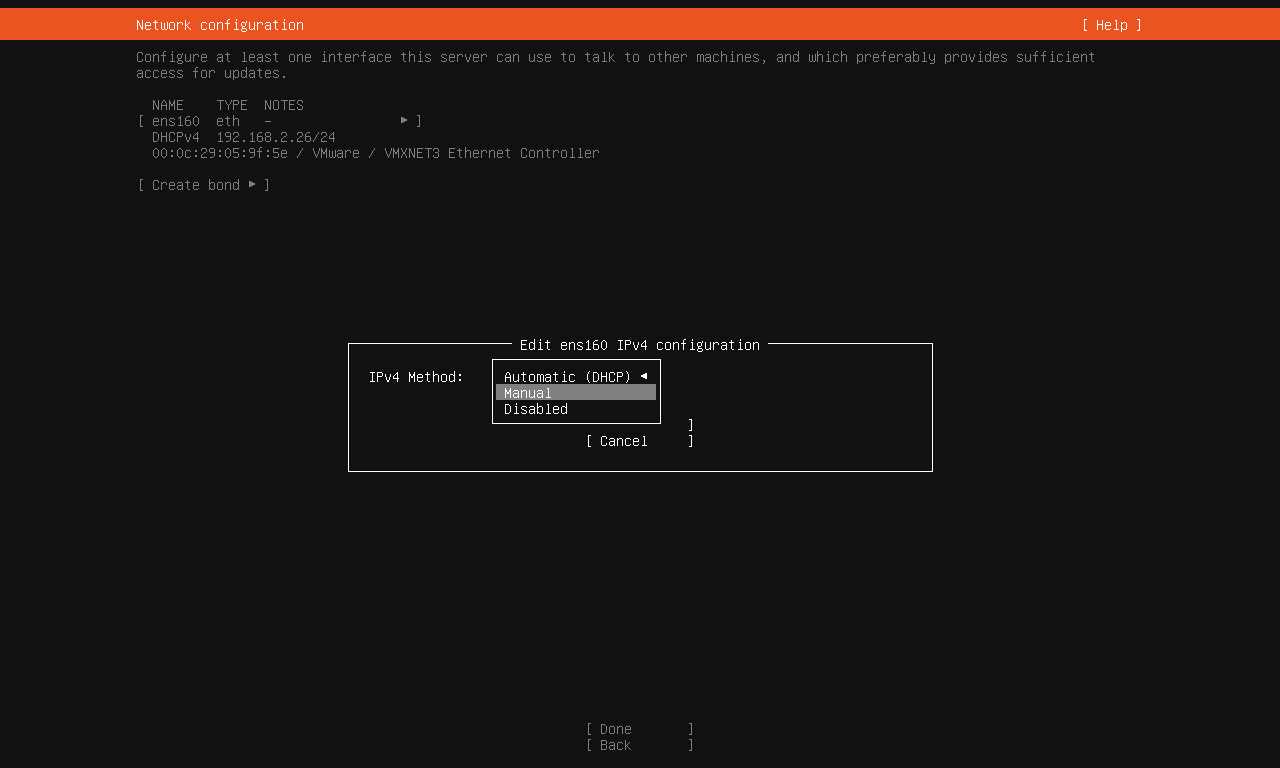 Network configuration [ Help ]
Configure at least one interface this server can use to talk to other machines, and which preferably provides sufficient
access for updates.
NAME TYPE NOTES
[ ens160 eth – ▸ ]
DHCPv4 192.168.2.26/24
00:0c:29:05:9f:5e / VMware / VMXNET3 Ethernet Controller
[ Create bond ▸ ]
Edit ens160 IPv4 configuration
IPv4 Method: Automatic (DHCP) ◂
Manual
Disabled
]
[ Cancel ]
[ Done ]
[ Back ]